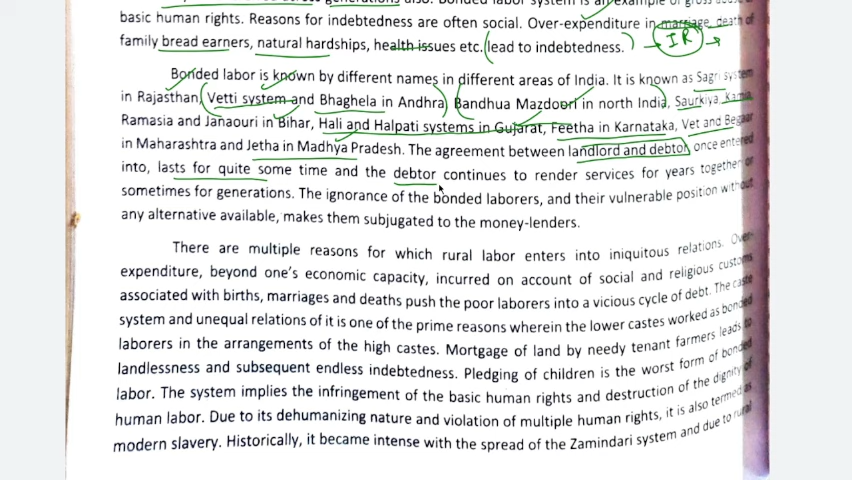 basic human rights. Reasons for indebtedness are often social. Over-expenditure in marriage, death of
family bread earners, natural hardships, health issues etc. (lead to indebtedness.) → IR →
Bonded labor is known by different names in different areas of India. It is known as Sagri system
in Rajasthan, (Vetti system and Bhaghela in Andhra) (Bandhua Mazdoori in north India), Saurkiya, Kamia,
Ramasia and Janaouri in Bihar, Hali and Halpati systems in Gujarat, Feetha in Karnataka, Vet and Begaar
in Maharashtra and Jetha in Madhya Pradesh. The agreement between landlord and debtor, once entered
into, lasts for quite some time and the debtor continues to render services for years together or
sometimes for generations. The ignorance of the bonded laborers, and their vulnerable position without
any alternative available, makes them subjugated to the money-lenders.
There are multiple reasons for which rural labor enters into iniquitous relations. Over-
expenditure, beyond one's economic capacity, incurred on account of social and religious customs
associated with births, marriages and deaths push the poor laborers into a vicious cycle of debt. The caste
system and unequal relations of it is one of the prime reasons wherein the lower castes worked as bonded
laborers in the arrangements of the high castes. Mortgage of land by needy tenant farmers leads to
landlessness and subsequent endless indebtedness. Pledging of children is the worst form of bonded
labor. The system implies the infringement of the basic human rights and destruction of the dignity of
human labor. Due to its dehumanizing nature and violation of multiple human rights, it is also termed as
modern slavery. Historically, it became intense with the spread of the Zamindari system and due to rural